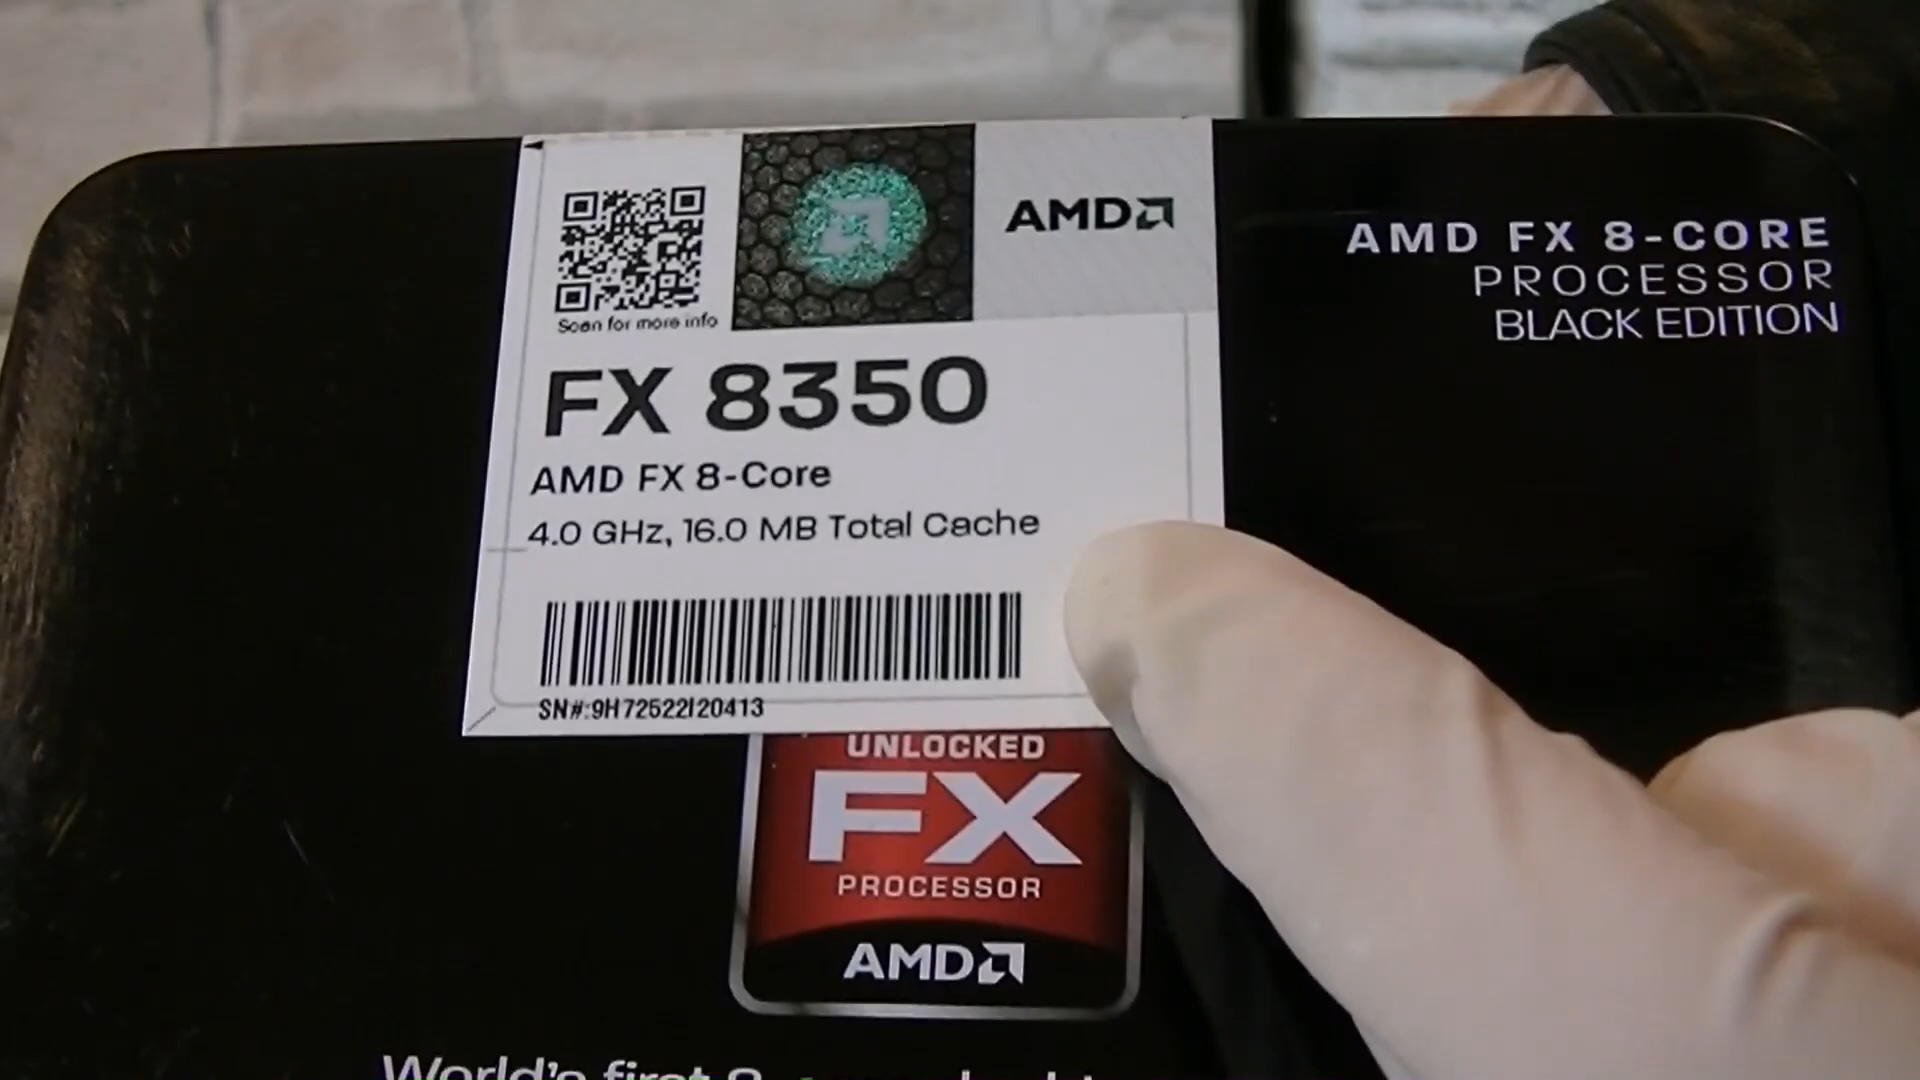 Scan for more info
AMD
AMD FX 8-CORE
PROCESSOR
BLACK EDITION
FX 8350
AMD FX 8-Core
4.0 GHz, 16.0 MB Total Cache
SN#:9H72522I20413
UNLOCKED
FX
PROCESSOR
AMD
World's first 8